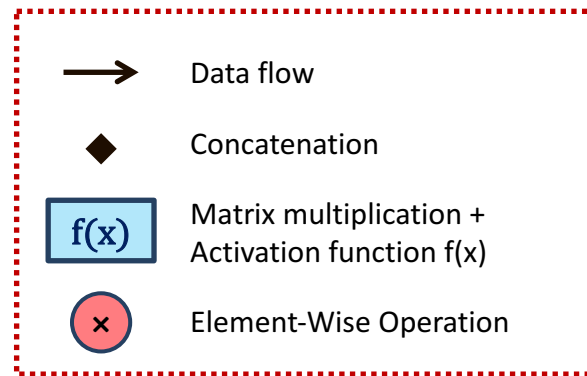 Data flow
Concatenation
f(x)
Matrix multiplication +
Activation function f(x)
×
Element-Wise Operation